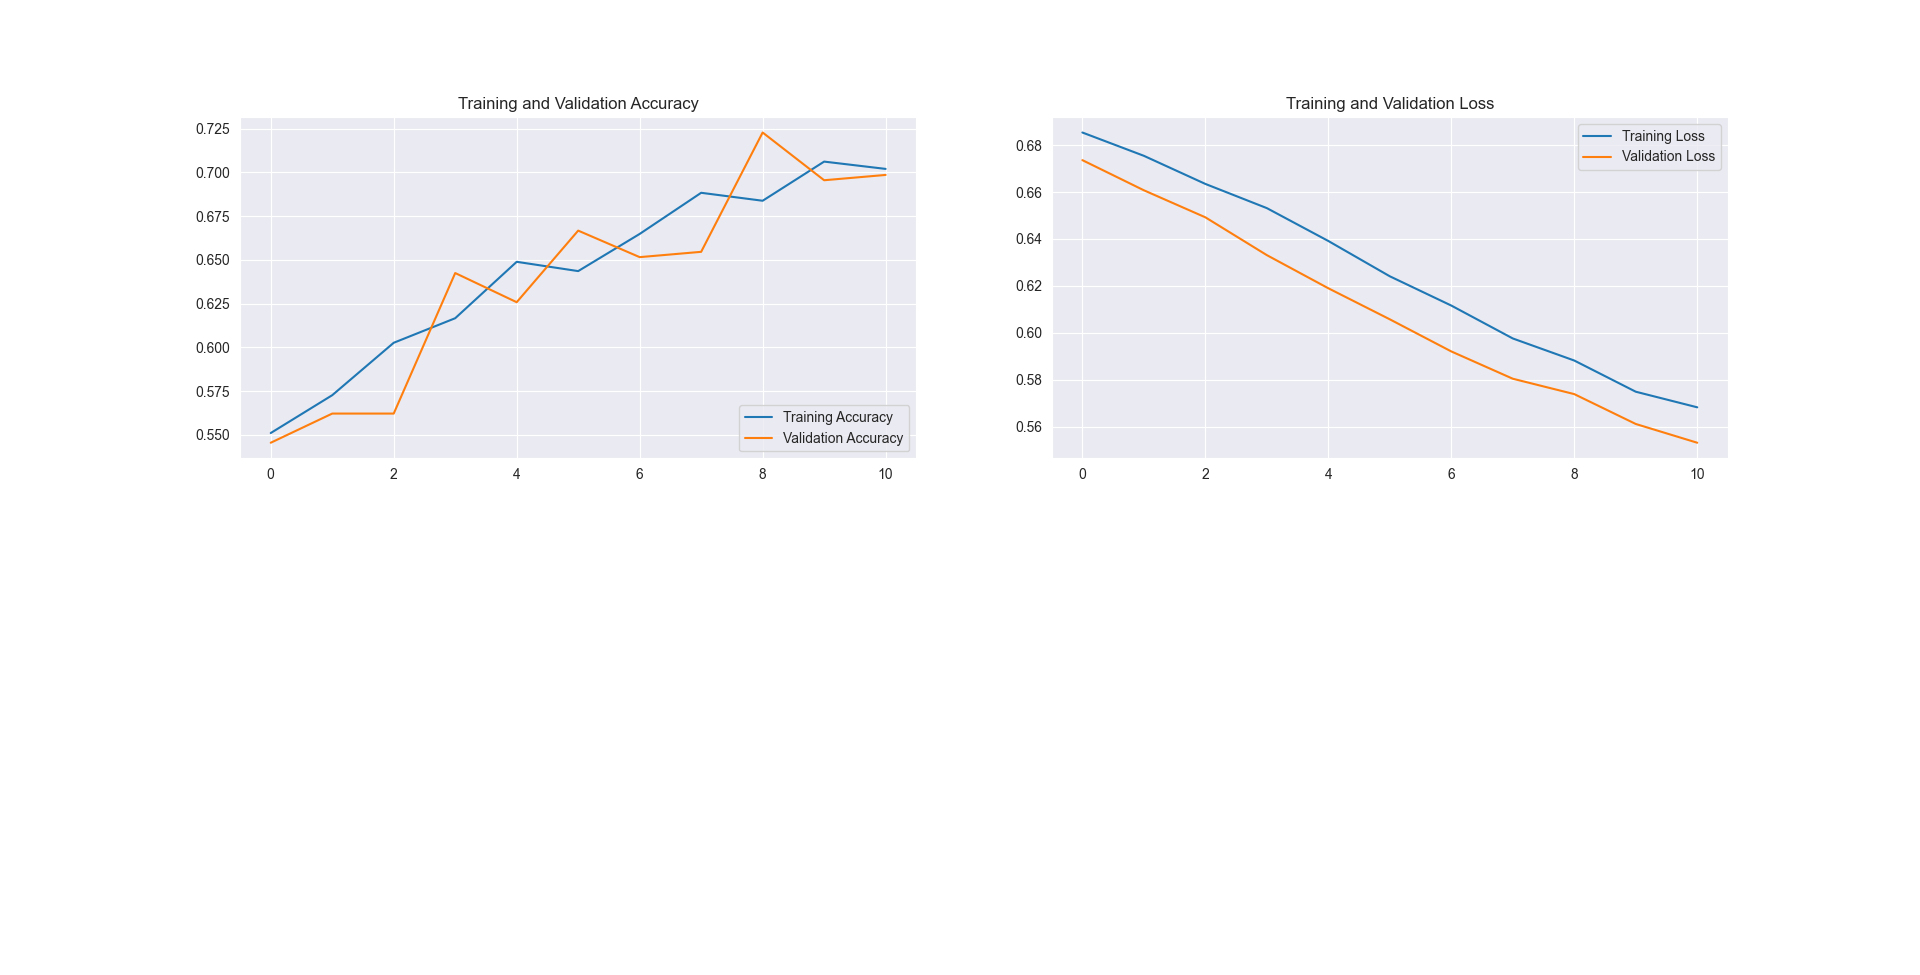 Training and Validation Accuracy
0.725
0.700
0.675
0.650
0.625
0.600
0.575
0.550
0 2 4 6 8 10
Training Accuracy
Validation Accuracy
Training and Validation Loss
0.68
0.66
0.64
0.62
0.60
0.58
0.56
0 2 4 6 8 10
Training Loss
Validation Loss